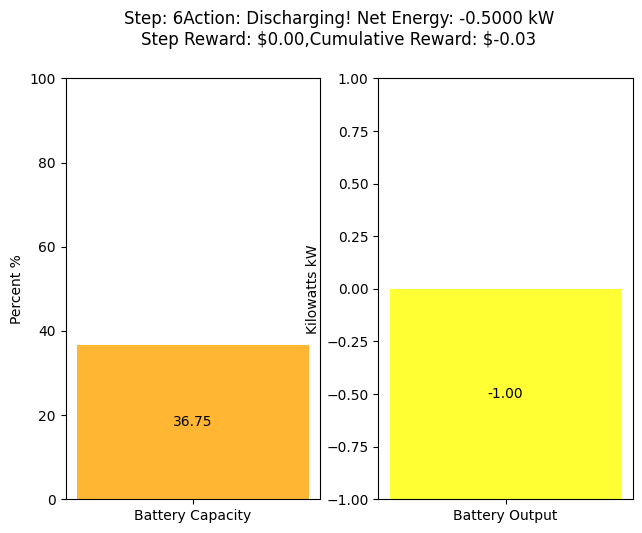 Step: 6Action: Discharging! Net Energy: -0.5000 kW
Step Reward: $0.00,Cumulative Reward: $-0.03
100
80
60
40
20
0
Percent %
36.75
Battery Capacity
1.00
0.75
0.50
0.25
0.00
−0.25
−0.50
−0.75
−1.00
Kilowatts kW
-1.00
Battery Output